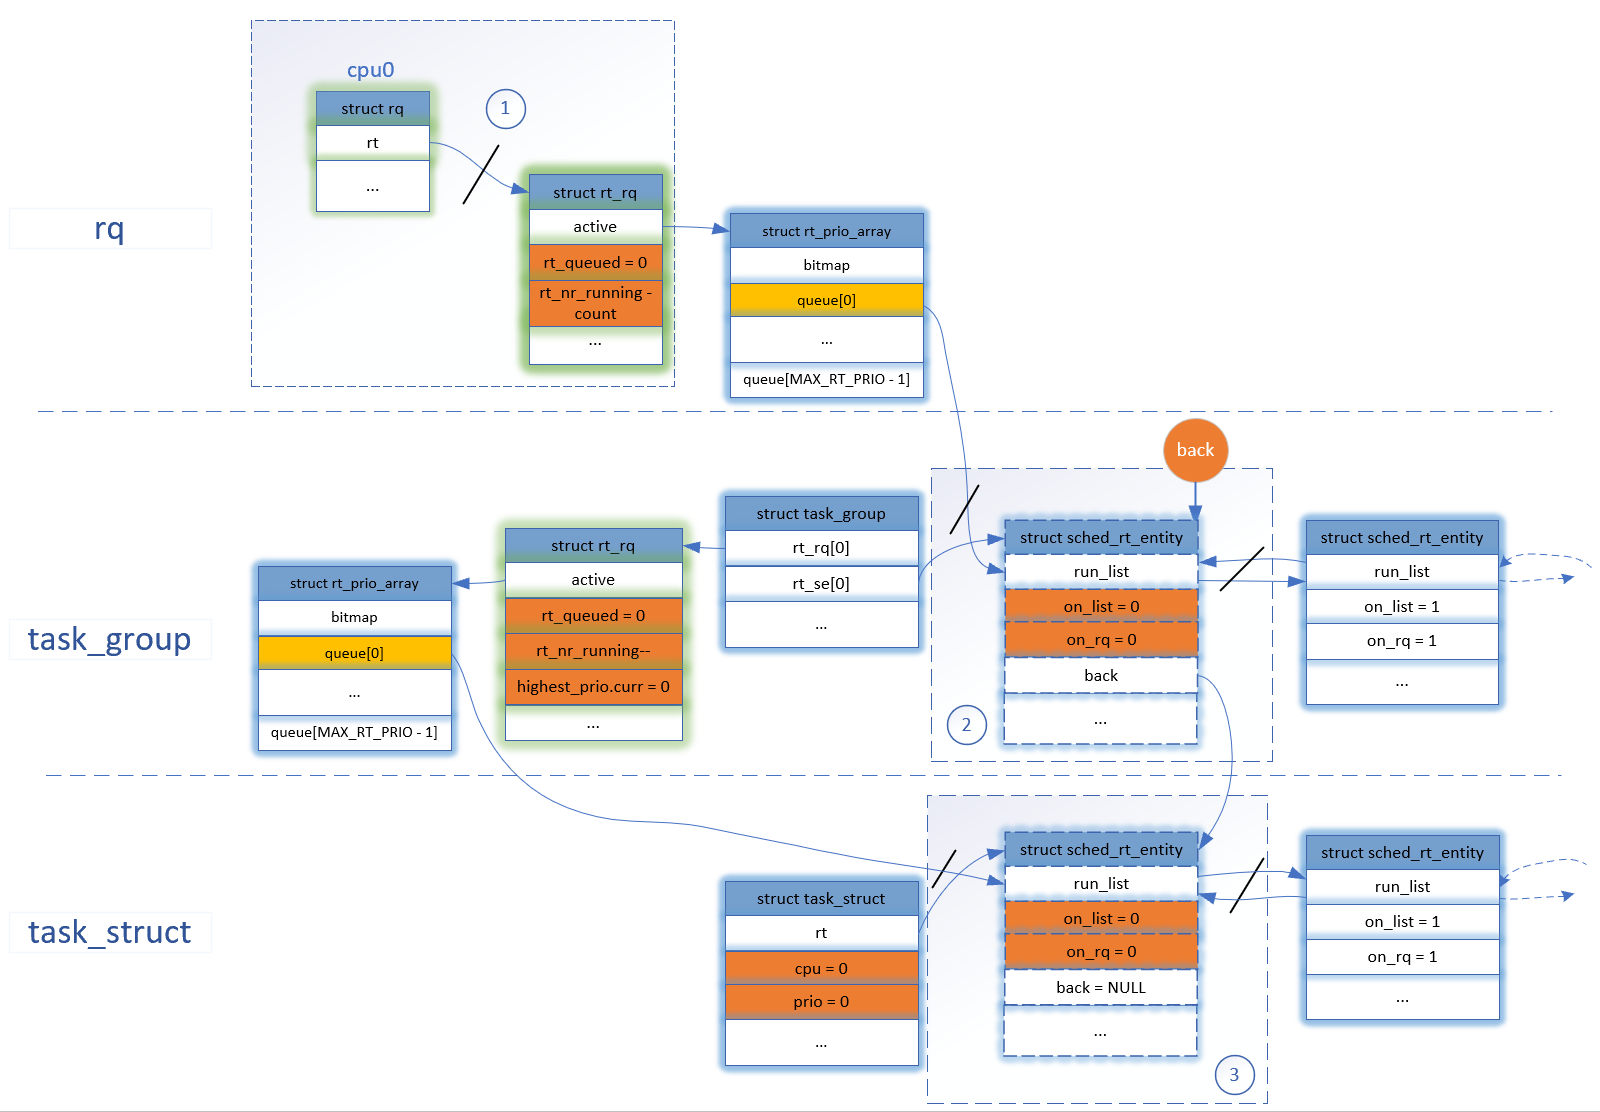 cpu0
struct rq
rt
...
1
struct rt_rq
active
rt_queued = 0
rt_nr_running -
count
...
struct rt_prio_array
bitmap
queue[0]
...
queue[MAX_RT_PRIO - 1]
rq
back
task_group
struct rt_prio_array
bitmap
queue[0]
...
queue[MAX_RT_PRIO - 1]
struct rt_rq
active
rt_queued = 0
rt_nr_running--
highest_prio.curr = 0
...
struct task_group
rt_rq[0]
rt_se[0]
...
struct sched_rt_entity
run_list
on_list = 0
on_rq = 0
back
...
2
struct sched_rt_entity
run_list
on_list = 1
on_rq = 1
...
task_struct
struct task_struct
rt
cpu = 0
prio = 0
...
struct sched_rt_entity
run_list
on_list = 0
on_rq = 0
back = NULL
...
3
struct sched_rt_entity
run_list
on_list = 1
on_rq = 1
...